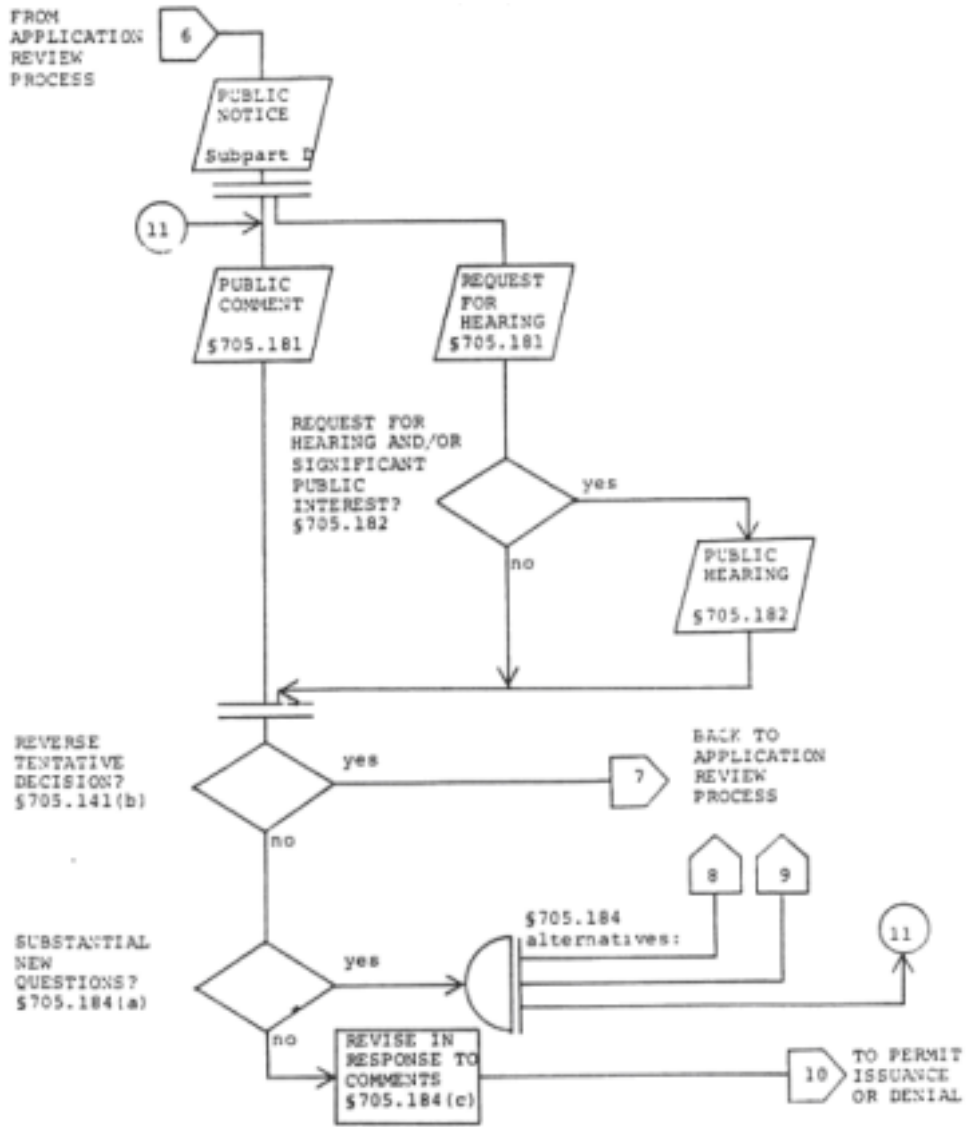 FROM
APPLICATION
REVIEW
PROCESS
6
PUBLIC
NOTICE
Subpart D
11
PUBLIC
COMMENT
§705.181
REQUEST
FOR
HEARING
§705.181
REQUEST FOR
HEARING AND/OR
SIGNIFICANT
PUBLIC
INTEREST?
§705.182
yes
no
PUBLIC
HEARING
§705.182
REVERSE
TENTATIVE
DECISION?
§705.141(b)
yes
no
7
BACK TO
APPLICATION
REVIEW
PROCESS
8
9
§705.184
alternatives:
11
SUBSTANTIAL
NEW
QUESTIONS?
§705.184(a)
yes
no
REVISE IN
RESPONSE TO
COMMENTS
§705.184(c)
10
TO PERMIT
ISSUANCE
OR DENIAL